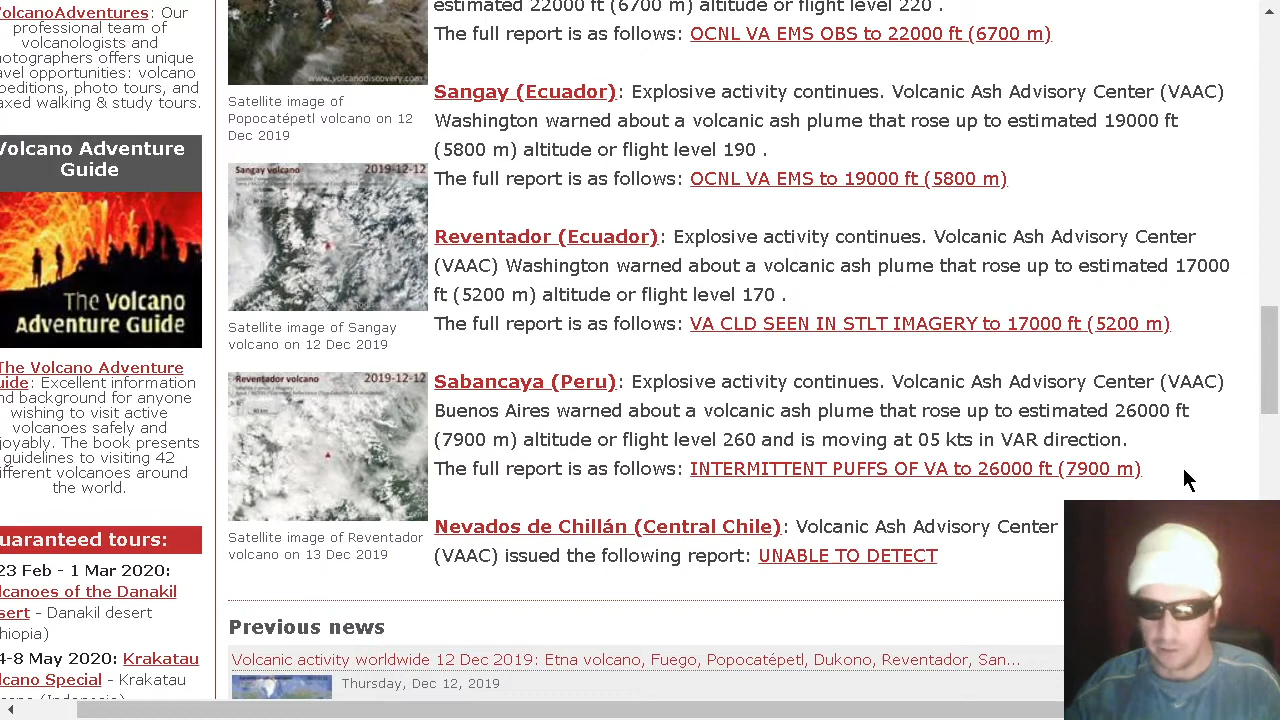 VolcanoAdventures: Our
professional team of
volcanologists and
otographers offers unique
avel opportunities: volcano
peditions, photo tours, and
axed walking & study tours.
Volcano Adventure
Guide
The Volcano
Adventure Guide
The Volcano Adventure
uide: Excellent information
nd background for anyone
wishing to visit active
volcanoes safely and
joyably. The book presents
guidelines to visiting 42
ifferent volcanoes around
the world.
uaranteed tours:
23 Feb - 1 Mar 2020:
lcanoes of the Danakil
sert - Danakil desert
hiopia)
4-8 May 2020: Krakatau
lcano Special - Krakatau
www.volcanodiscovery.com
Satellite image of
Popocatépetl volcano on 12
Dec 2019
Sangay volcano 2019-12-12
Satellite image of Sangay
volcano on 12 Dec 2019
Reventador volcano 2019-12-12
Satellite image of Reventador
volcano on 13 Dec 2019
estimated 22000 ft (6700 m) altitude or flight level 220 .
The full report is as follows: OCNL VA EMS OBS to 22000 ft (6700 m)
Sangay (Ecuador): Explosive activity continues. Volcanic Ash Advisory Center (VAAC)
Washington warned about a volcanic ash plume that rose up to estimated 19000 ft
(5800 m) altitude or flight level 190 .
The full report is as follows: OCNL VA EMS to 19000 ft (5800 m)
Reventador (Ecuador): Explosive activity continues. Volcanic Ash Advisory Center
(VAAC) Washington warned about a volcanic ash plume that rose up to estimated 17000
ft (5200 m) altitude or flight level 170 .
The full report is as follows: VA CLD SEEN IN STLT IMAGERY to 17000 ft (5200 m)
Sabancaya (Peru): Explosive activity continues. Volcanic Ash Advisory Center (VAAC)
Buenos Aires warned about a volcanic ash plume that rose up to estimated 26000 ft
(7900 m) altitude or flight level 260 and is moving at 05 kts in VAR direction.
The full report is as follows: INTERMITTENT PUFFS OF VA to 26000 ft (7900 m)
Nevados de Chillán (Central Chile): Volcanic Ash Advisory Center
(VAAC) issued the following report: UNABLE TO DETECT
Previous news
Volcanic activity worldwide 12 Dec 2019: Etna volcano, Fuego, Popocatépetl, Dukono, Reventador, San...
Thursday, Dec 12, 2019